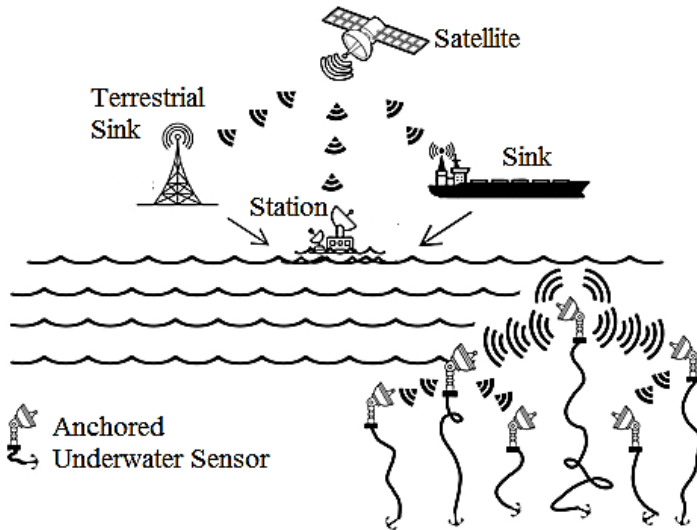 Satellite
Terrestrial
Sink
Sink
Station
Anchored
Underwater Sensor